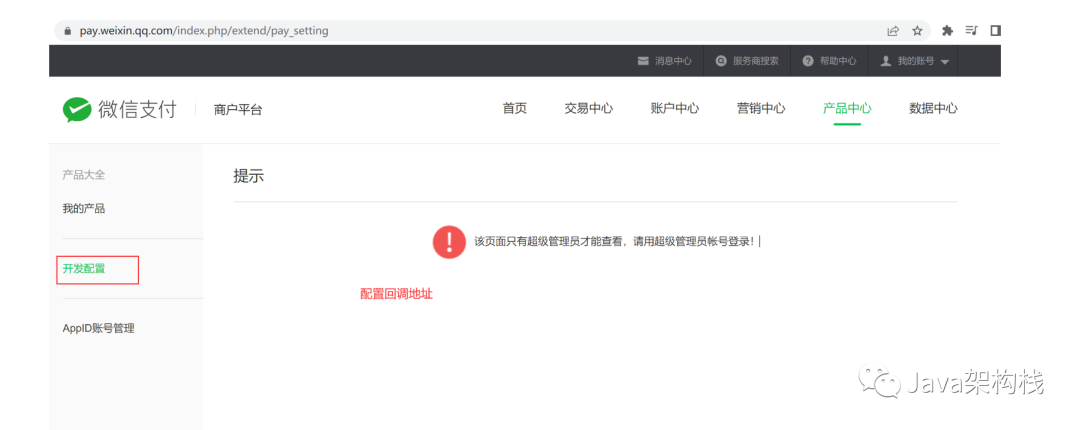 pay.weixin.qq.com/index.php/extend/pay_setting
消息中心 服务商搜索 帮助中心 我的账号
微信支付 商户平台 首页 交易中心 账户中心 营销中心 产品中心 数据中心
产品大全
提示
我的产品
该页面只有超级管理员才能查看，请用超级管理员帐号登录！
开发配置
配置回调地址
AppID账号管理
Java架构栈